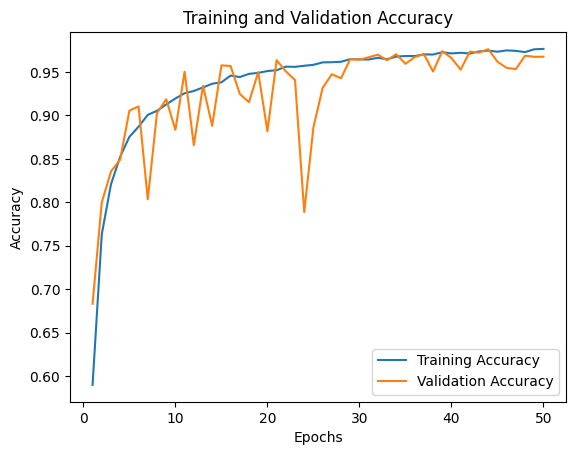 Training and Validation Accuracy
Accuracy
0.95
0.90
0.85
0.80
0.75
0.70
0.65
0.60
Training Accuracy
Validation Accuracy
0
10
20
30
40
50
Epochs